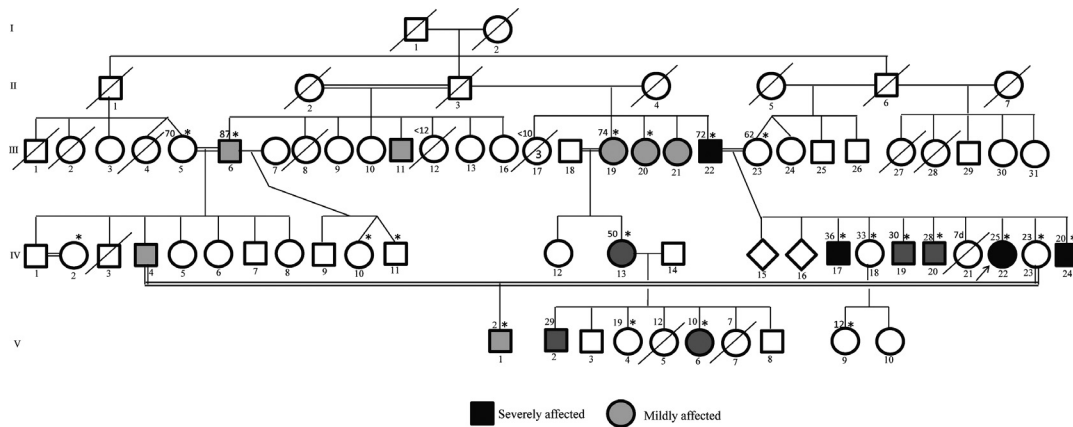 I
1 2
II
1 2 3 4 5 6 7
70 * 87 * <12 <10 74 * * 72 * 62 *
III
3
1 2 3 4 5 6 7 8 9 10 11 12 13 16 17 18 19 20 21 22 23 24 25 26 27 28 29 30 31
* * * 50 * 36 * 33 * 30 * 28 * 7d 25 * 23 * 20 *
IV
1 2 3 4 5 6 7 8 9 10 11 12 13 14 15 16 17 18 19 20 21 22 23 24
2 * 29 19 * 12 10 * 7 12 *
V
1 2 3 4 5 6 7 8 9 10
Severely affected Mildly affected